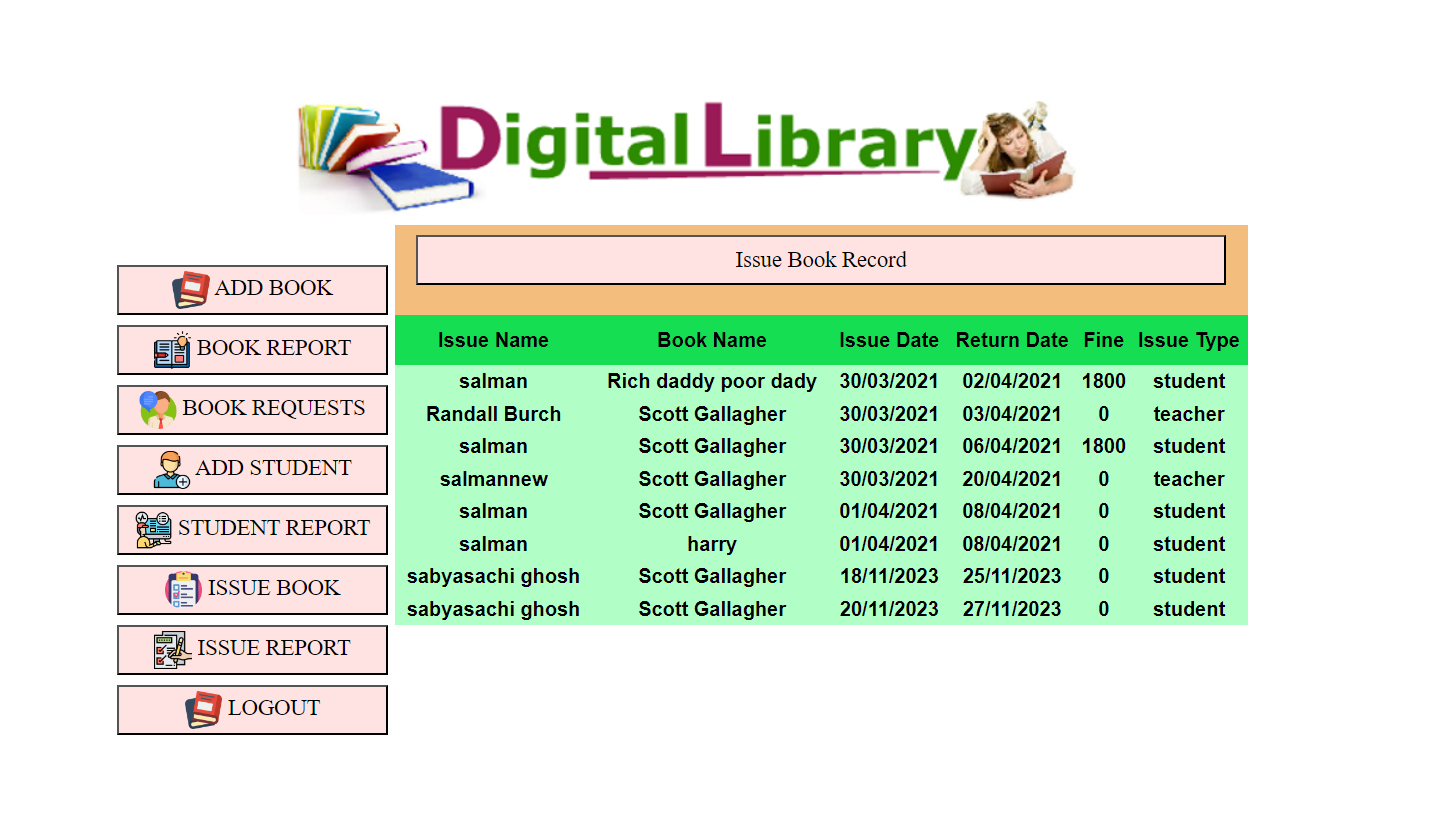 Digital Library
ADD BOOK
BOOK REPORT
BOOK REQUESTS
ADD STUDENT
STUDENT REPORT
ISSUE BOOK
ISSUE REPORT
LOGOUT
Issue Book Record
Issue Name Book Name Issue Date Return Date Fine Issue Type
salman Rich daddy poor dady 30/03/2021 02/04/2021 1800 student
Randall Burch Scott Gallagher 30/03/2021 03/04/2021 0 teacher
salman Scott Gallagher 30/03/2021 06/04/2021 1800 student
salmannew Scott Gallagher 30/03/2021 20/04/2021 0 teacher
salman Scott Gallagher 01/04/2021 08/04/2021 0 student
salman harry 01/04/2021 08/04/2021 0 student
sabyasachi ghosh Scott Gallagher 18/11/2023 25/11/2023 0 student
sabyasachi ghosh Scott Gallagher 20/11/2023 27/11/2023 0 student